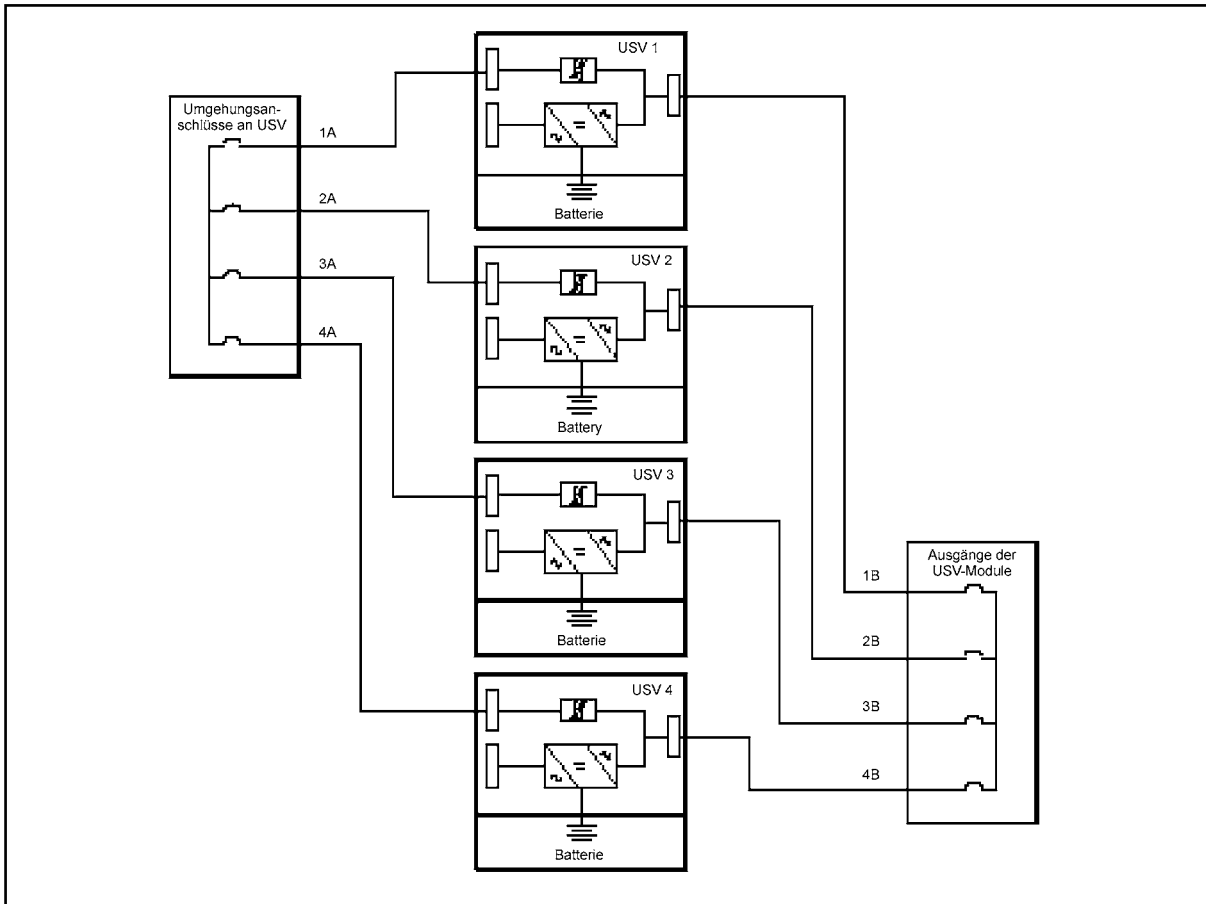 USV 1
Umgehungsan-
schlüsse an USV
1A
2A
3A
4A
Batterie
USV 2
Battery
USV 3
Batterie
USV 4
Batterie
Ausgänge der
USV-Module
1B
2B
3B
4B